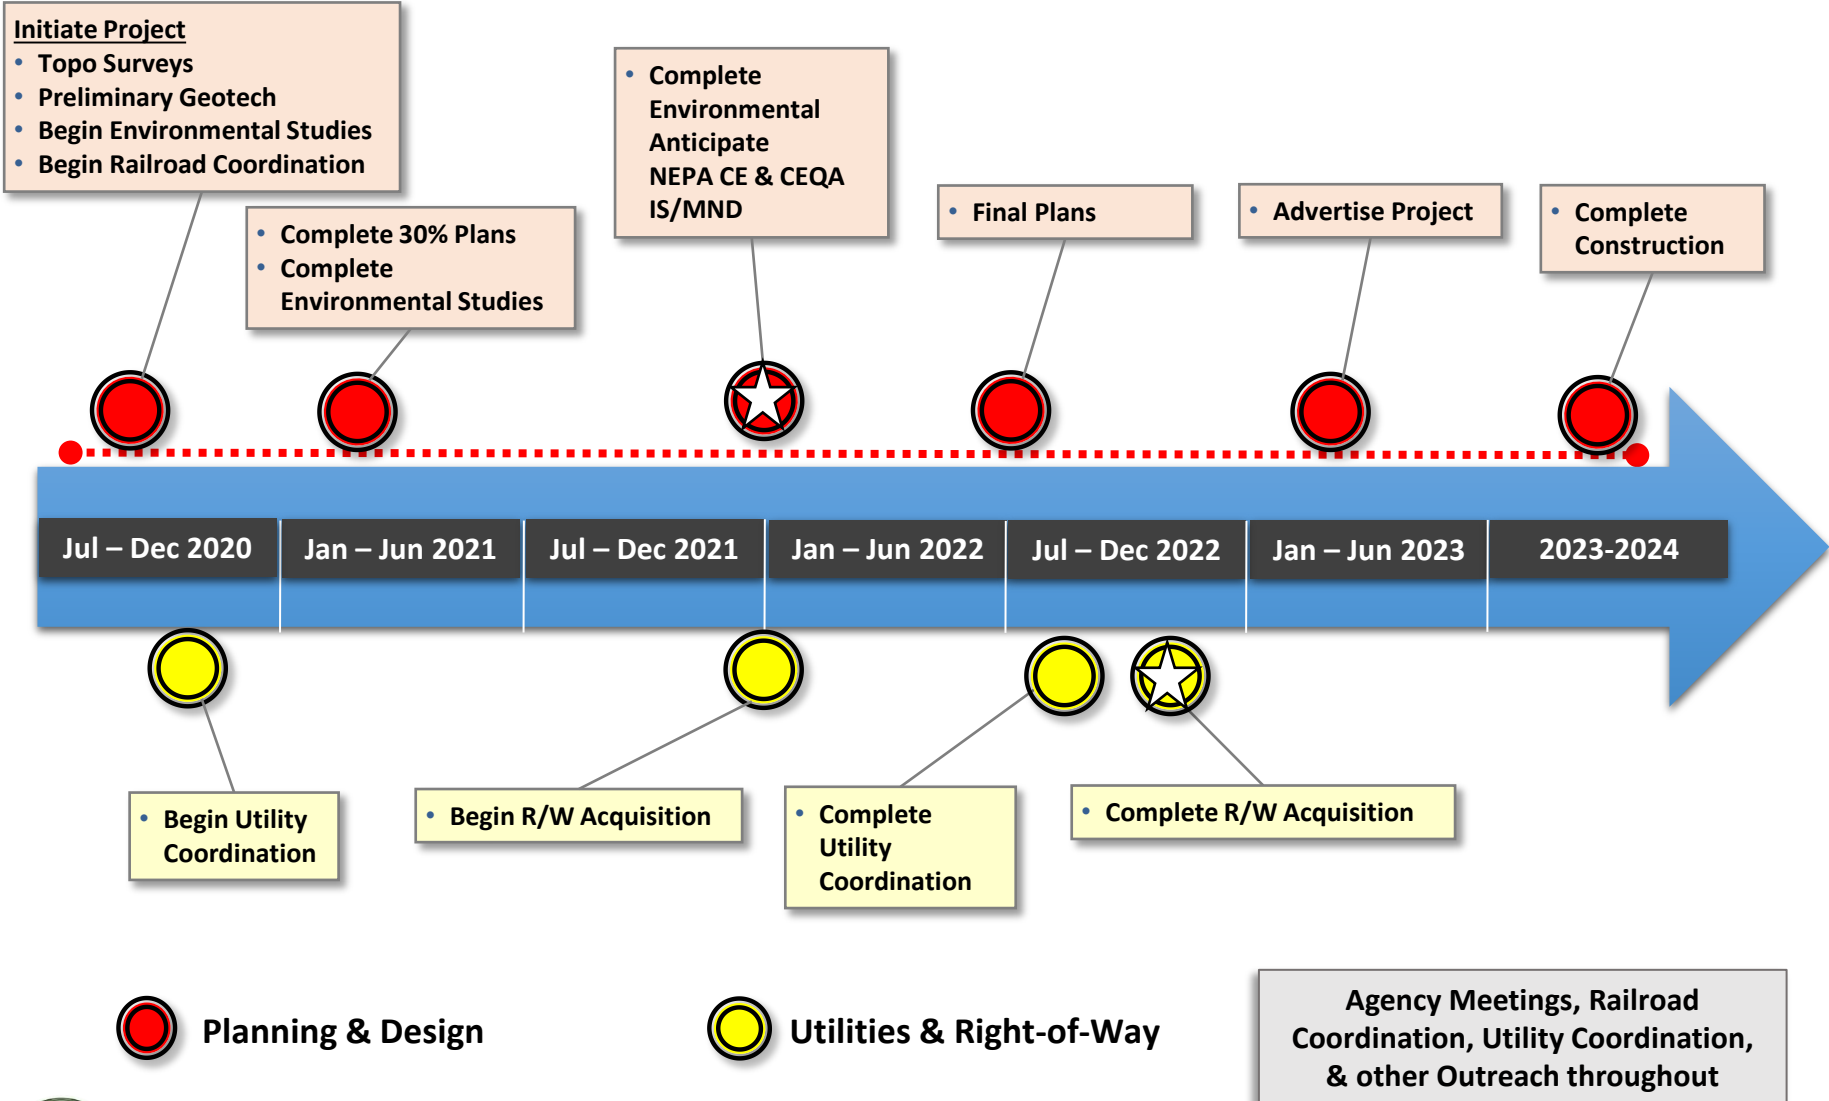 Initiate Project
• Topo Surveys
• Preliminary Geotech
• Begin Environmental Studies
• Begin Railroad Coordination
• Complete 30% Plans
• Complete
Environmental Studies
• Complete
Environmental
Anticipate
NEPA CE & CEQA
IS/MND
• Final Plans
• Advertise Project
• Complete
Construction
Jul – Dec 2020
Jan – Jun 2021
Jul – Dec 2021
Jan – Jun 2022
Jul – Dec 2022
Jan – Jun 2023
2023-2024
• Begin Utility
Coordination
• Begin R/W Acquisition
• Complete
Utility
Coordination
• Complete R/W Acquisition
Planning & Design
Utilities & Right-of-Way
Agency Meetings, Railroad
Coordination, Utility Coordination,
& other Outreach throughout